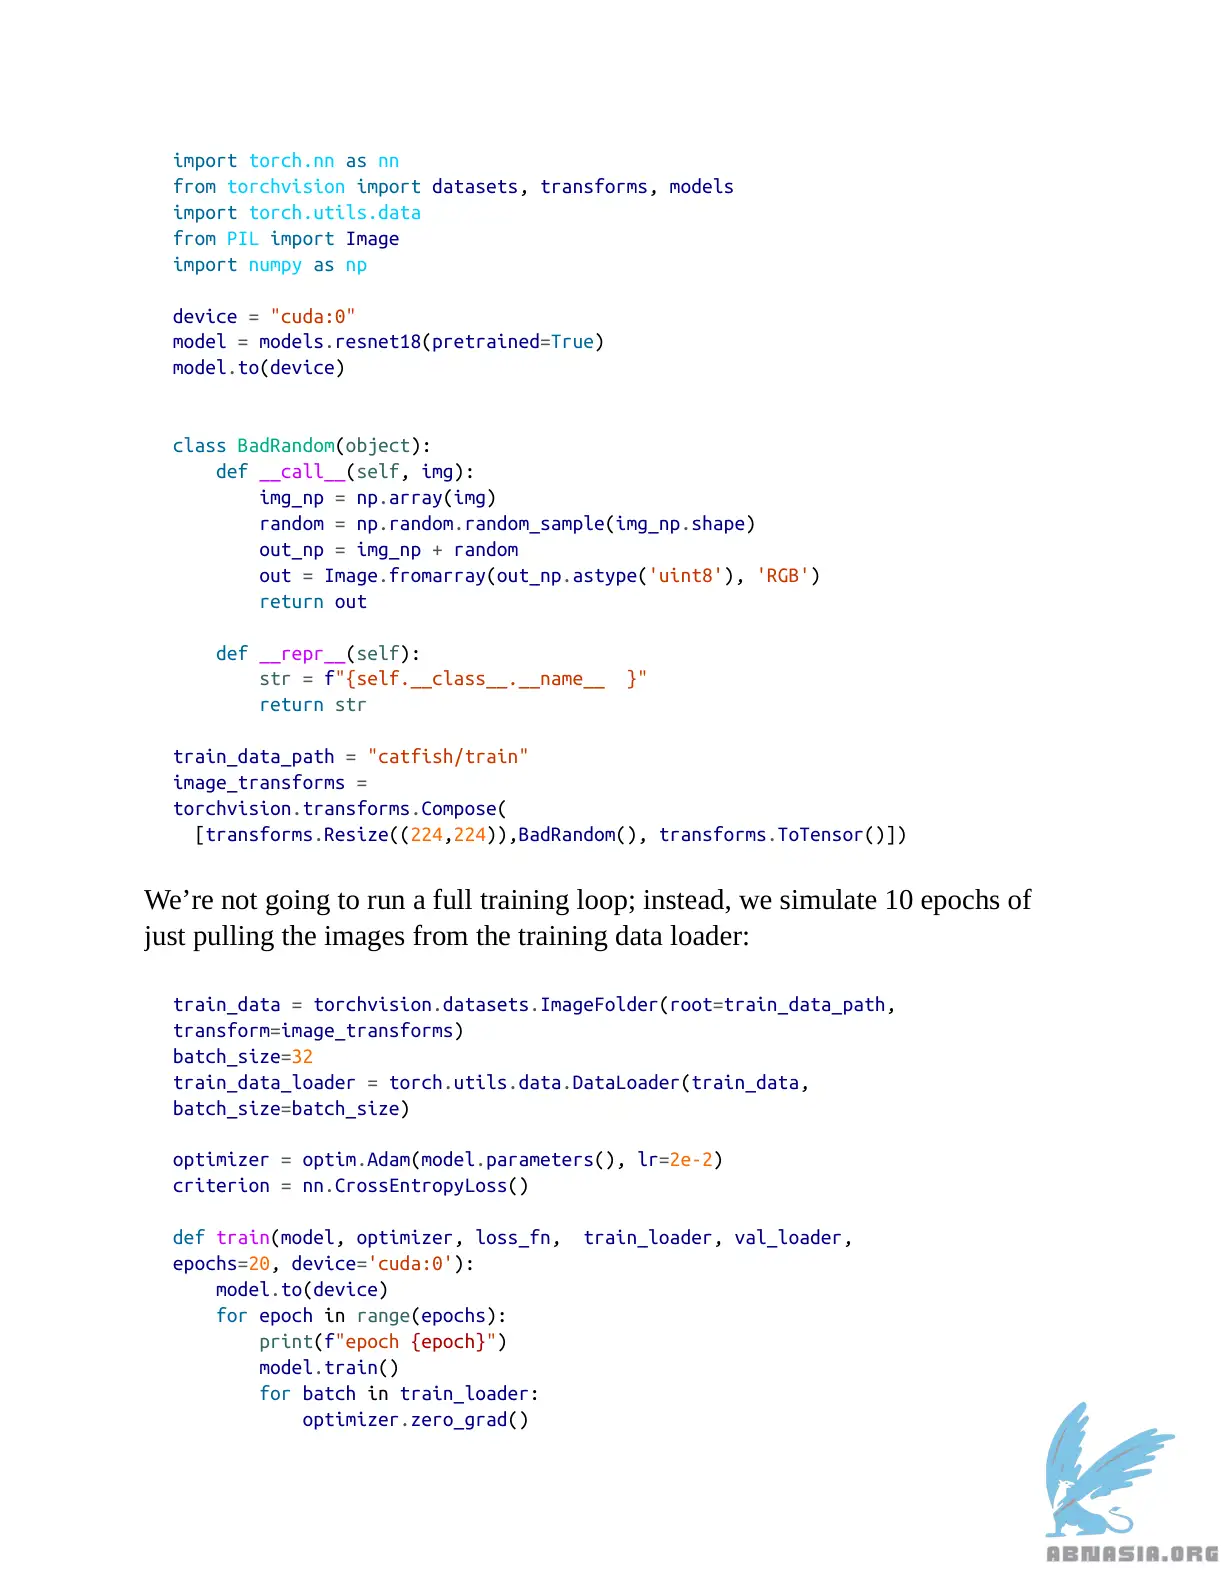 import torch.nn as nn
from torchvision import datasets, transforms, models
import torch.utils.data
from PIL import Image
import numpy as np

device = "cuda:0"
model = models.resnet18(pretrained=True)
model.to(device)

class BadRandom(object):
    def __call__(self, img):
        img_np = np.array(img)
        random = np.random.random_sample(img_np.shape)
        out_np = img_np + random
        out = Image.fromarray(out_np.astype('uint8'), 'RGB')
        return out

    def __repr__(self):
        str = f"{self.__class__.__name__  }"
        return str

train_data_path = "catfish/train"
image_transforms =
torchvision.transforms.Compose(
  [transforms.Resize((224,224)),BadRandom(), transforms.ToTensor()])

We’re not going to run a full training loop; instead, we simulate 10 epochs of
just pulling the images from the training data loader:

train_data = torchvision.datasets.ImageFolder(root=train_data_path,
transform=image_transforms)
batch_size=32
train_data_loader = torch.utils.data.DataLoader(train_data,
batch_size=batch_size)

optimizer = optim.Adam(model.parameters(), lr=2e-2)
criterion = nn.CrossEntropyLoss()

def train(model, optimizer, loss_fn,  train_loader, val_loader,
epochs=20, device='cuda:0'):
    model.to(device)
    for epoch in range(epochs):
        print(f"epoch {epoch}")
        model.train()
        for batch in train_loader:
            optimizer.zero_grad()
ABNASIA.ORG